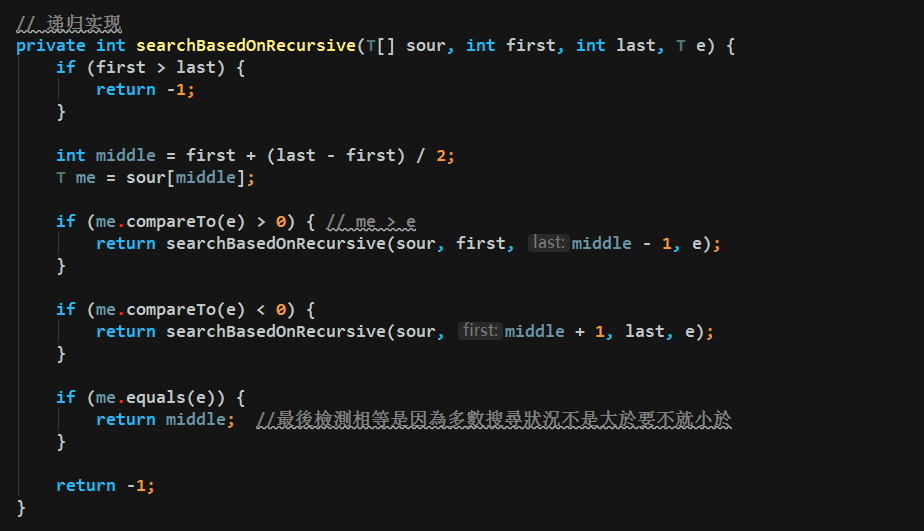 // 递归实现
private int searchBasedOnRecursive(T[] sour, int first, int last, T e) {
    if (first > last) {
        return -1;
    }

    int middle = first + (last - first) / 2;
    T me = sour[middle];

    if (me.compareTo(e) > 0) { // me > e
        return searchBasedOnRecursive(sour, first, last: middle - 1, e);
    }

    if (me.compareTo(e) < 0) {
        return searchBasedOnRecursive(sour, first: middle + 1, last, e);
    }

    if (me.equals(e)) {
        return middle;  //最後檢測相等是因為多數搜尋狀況不是大於要不就小於
    }

    return -1;
}